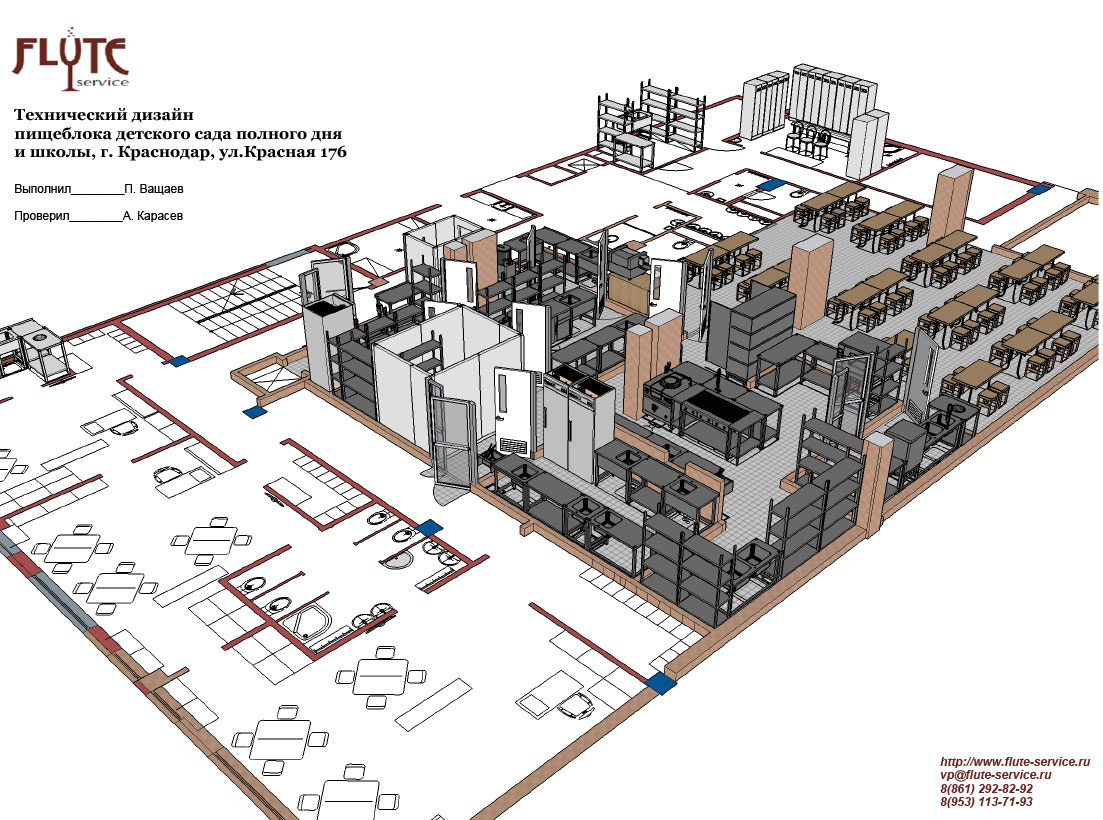 FLUTE
service
Технический дизайн
пищеблока детского сада полного дня
и школы, г. Краснодар, ул.Красная 176
Выполнил________П. Ващаев
Проверил________А. Карасев
http://www.flute-service.ru
vp@flute-service.ru
8(861) 292-82-92
8(953) 113-71-93